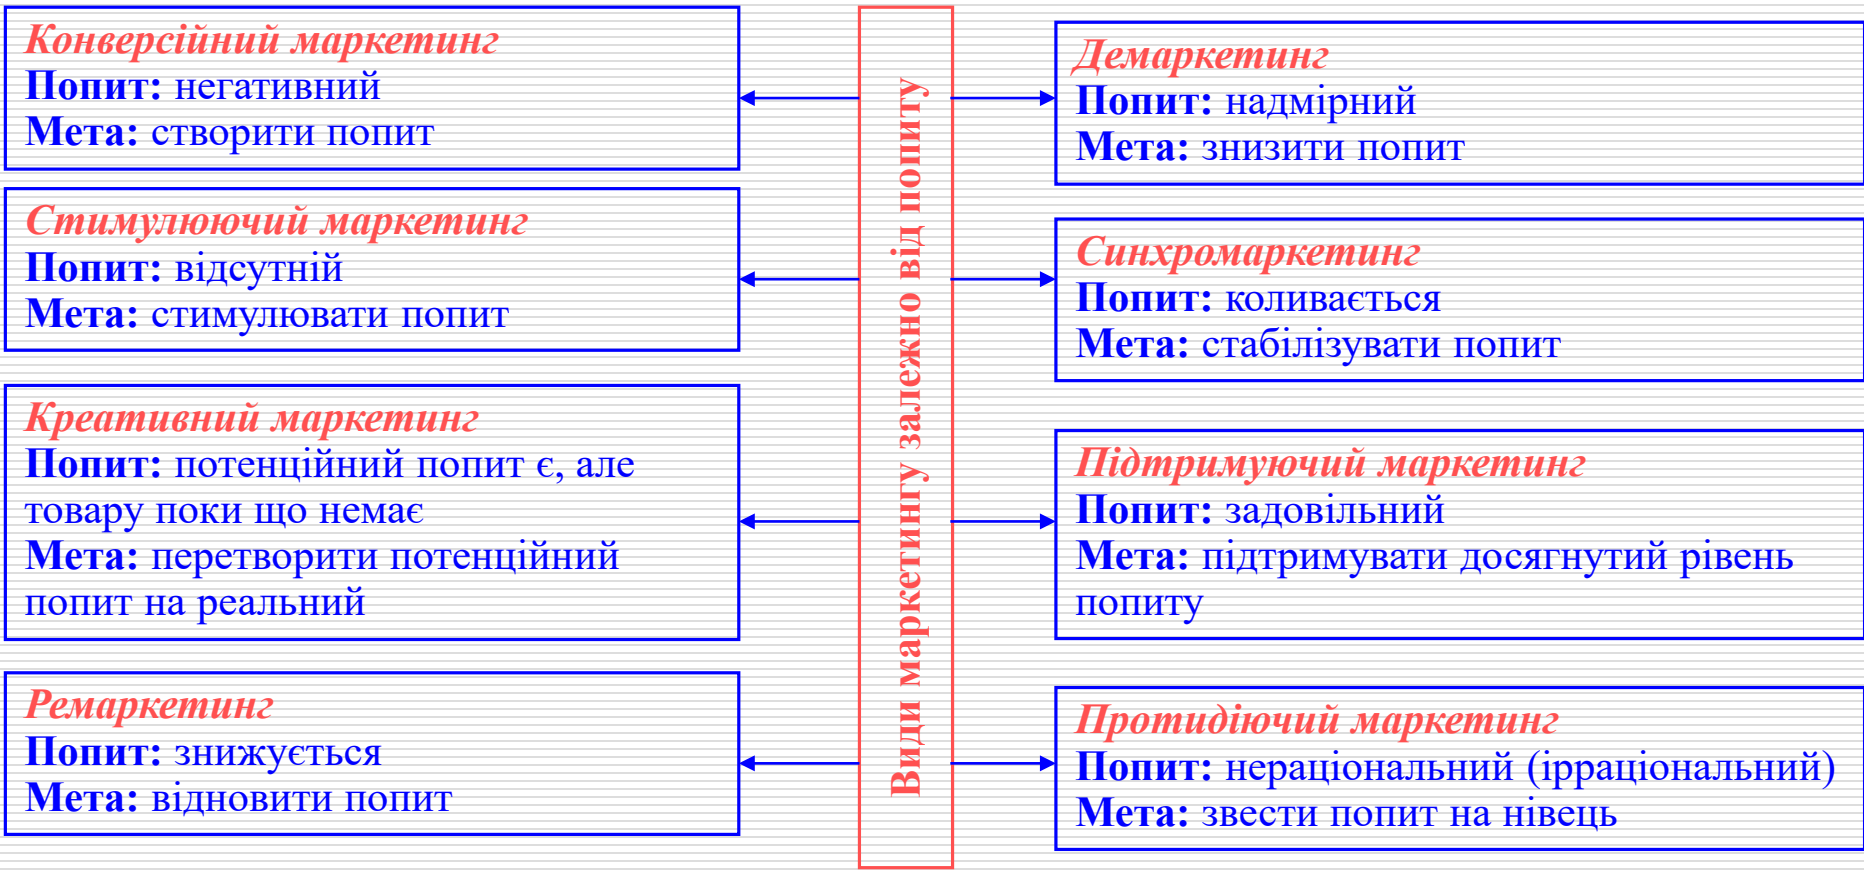 Конверсійний маркетинг
Попит: негативний
Мета: створити попит
Стимулюючий маркетинг
Попит: відсутній
Мета: стимулювати попит
Креативний маркетинг
Попит: потенційний попит є, але
товару поки що немає
Мета: перетворити потенційний
попит на реальний
Ремаркетинг
Попит: знижується
Мета: відновити попит
Види маркетингу залежно від попиту
Демаркетинг
Попит: надмірний
Мета: знизити попит
Синхромаркетинг
Попит: коливається
Мета: стабілізувати попит
Підтримуючий маркетинг
Попит: задовільний
Мета: підтримувати досягнутий рівень
попиту
Протидіючий маркетинг
Попит: нераціональний (ірраціональний)
Мета: звести попит на нівець